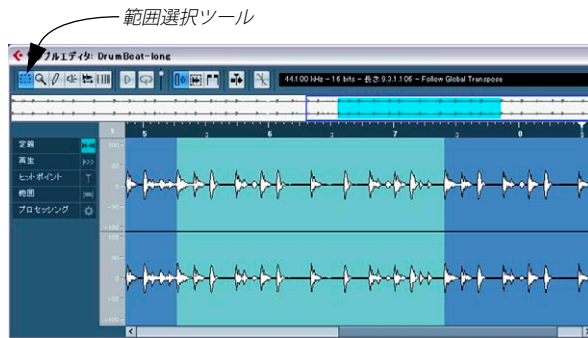 範囲選択ツール
プルエディタ: DrumBeat-long
44.100 kHz - 16 bits - 長さ 9.3.1.106 - Follow Global Transpose
5 6 7 8
定義
再生
ヒットポイント
範囲
プロセッシング